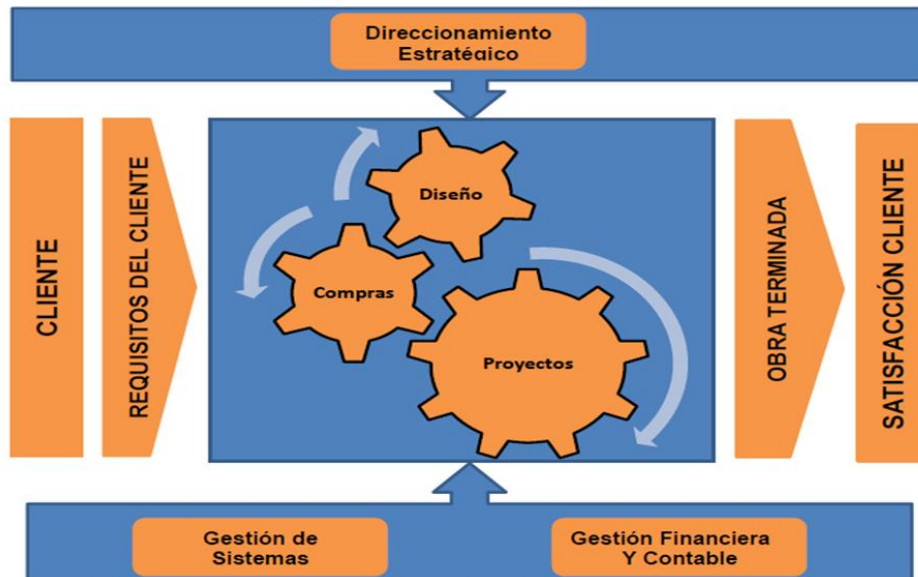 Direccionamiento
Estratégico
CLIENTE
REQUISITOS DEL CLIENTE
Diseño
Compras
Proyectos
OBRA TERMINADA
SATISFACCIÓN CLIENTE
Gestión de
Sistemas
Gestión Financiera
Y Contable